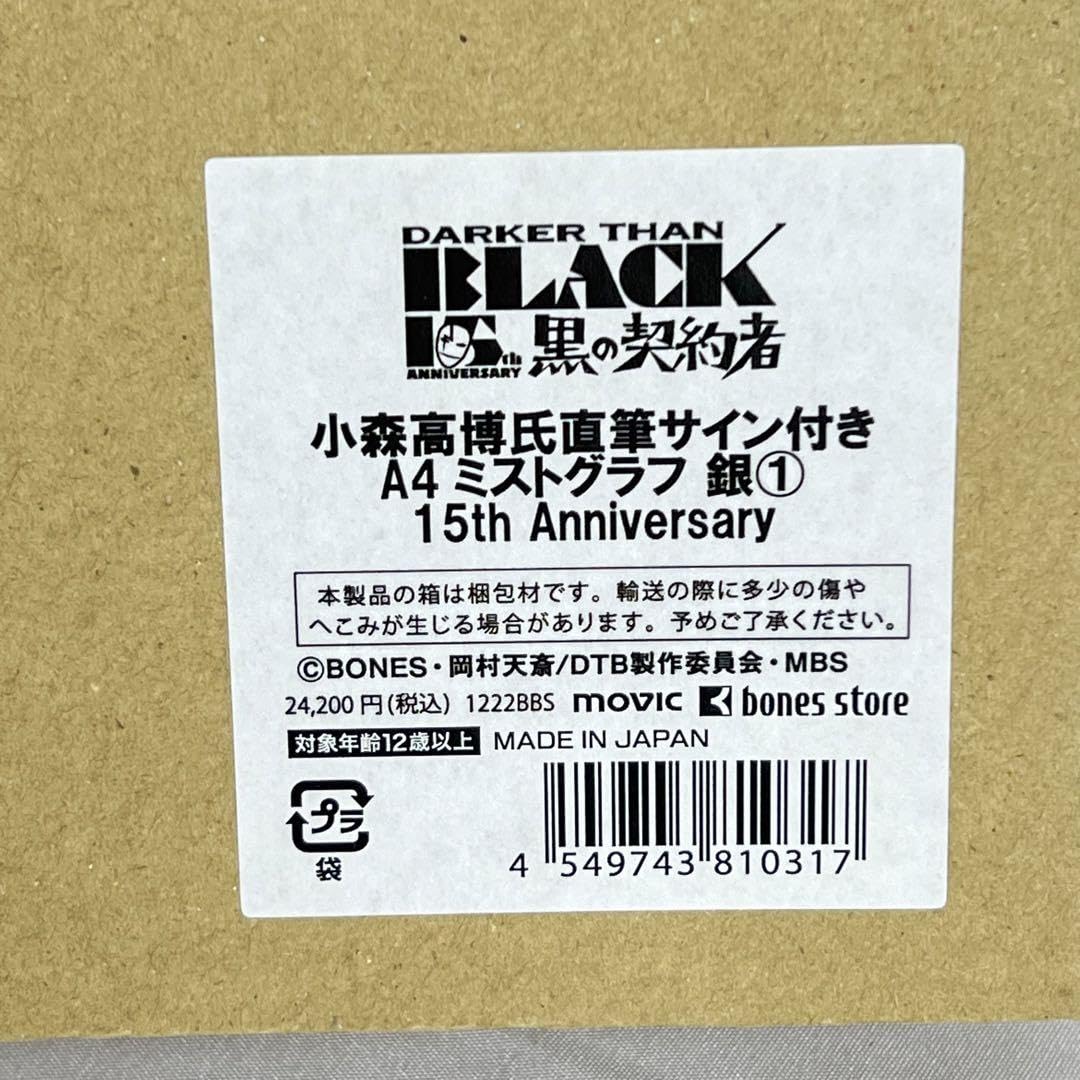 DARKER THAN
BLACK
15th 黒の契約者
ANNIVERSARY
小森高博氏直筆サイン付き
A4 ミストグラフ 銀①
15th Anniversary
本製品の箱は梱包材です。輸送の際に多少の傷や
へこみが生じる場合があります。予めご了承ください。
©BONES・岡村天斎/DTB製作委員会・MBS
24,200円(税込) 1222BBS movic bones store
対象年齢12歳以上 MADE IN JAPAN
プラ
袋
4 549743 810317